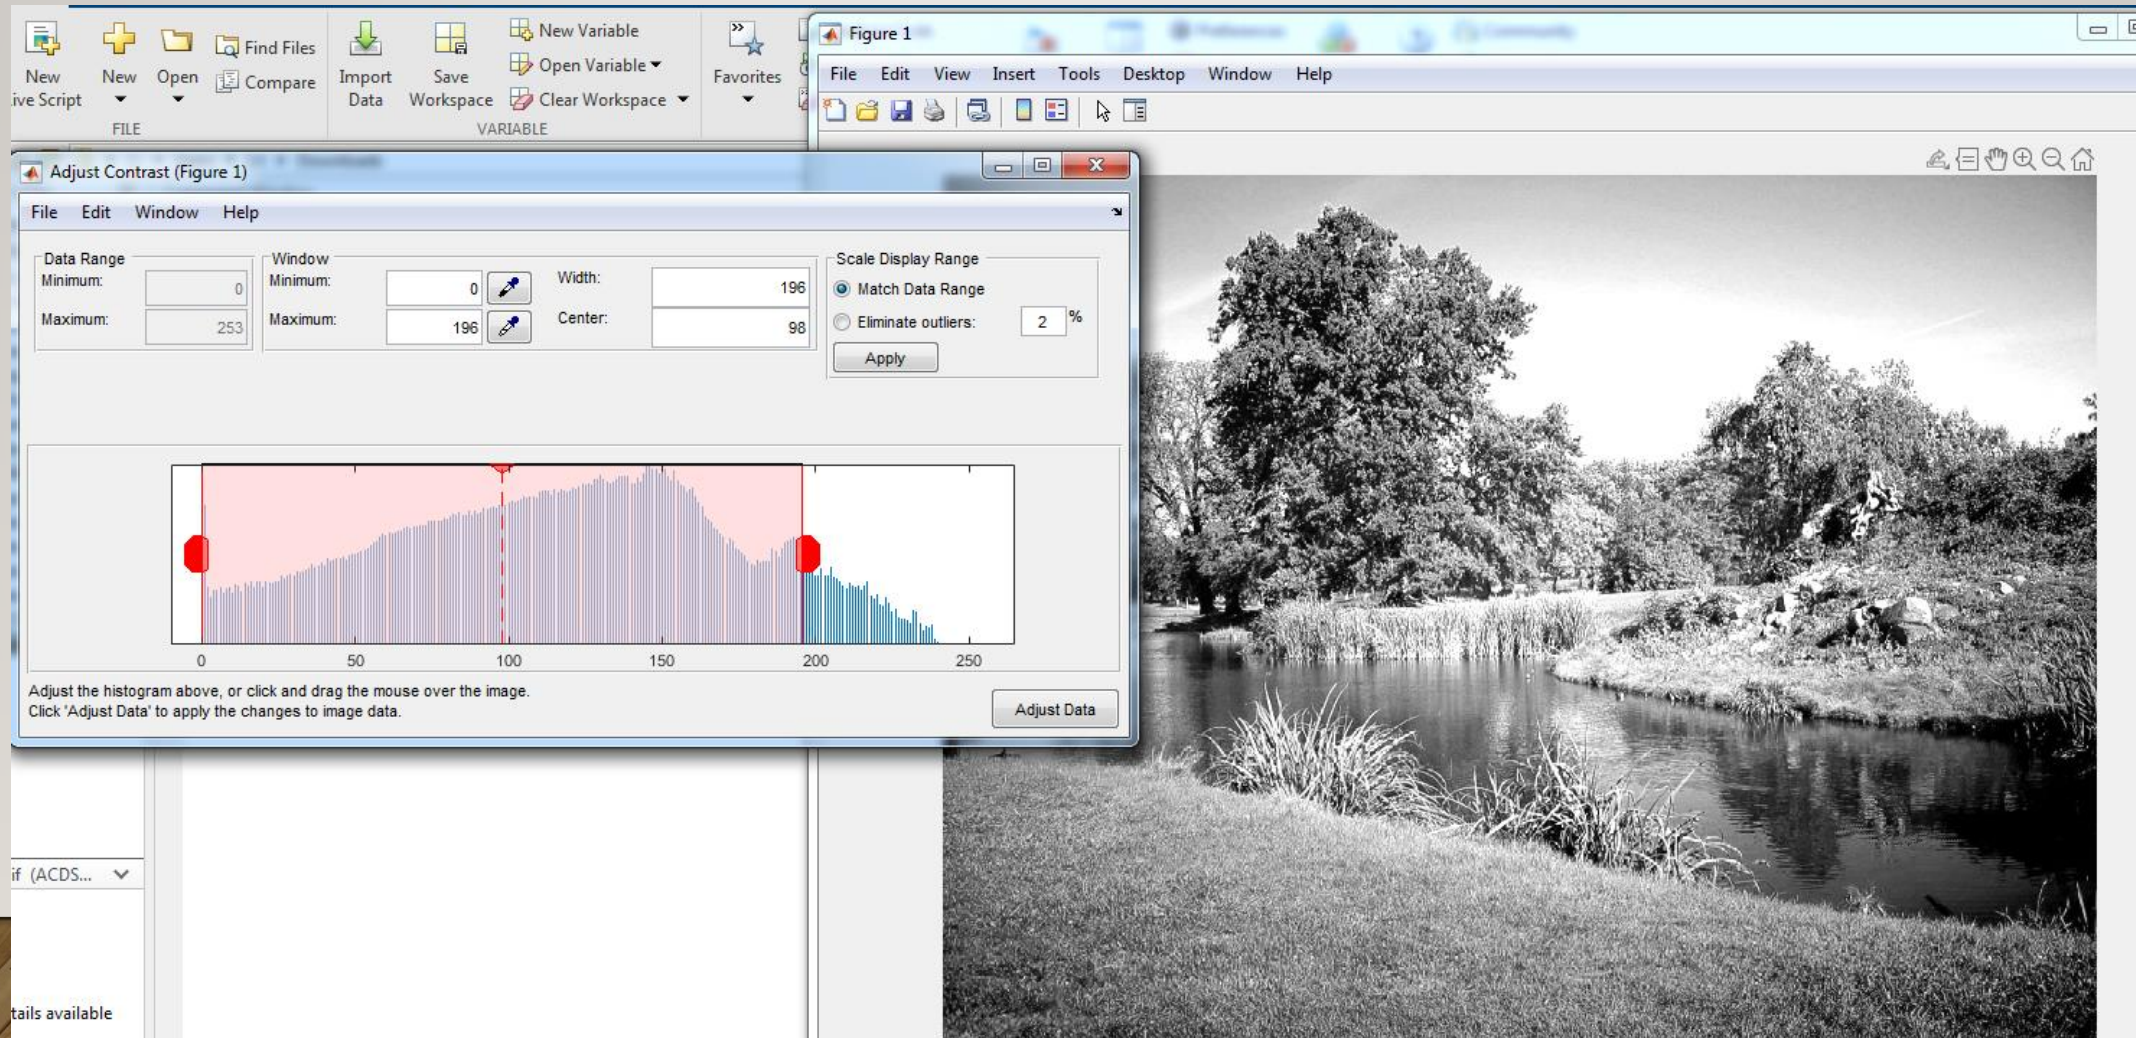 New
ive Script
New
Open
Find Files
Compare
FILE
Import
Data
Save
Workspace
New Variable
Open Variable
Clear Workspace
VARIABLE
Favorites
Figure 1
File Edit View Insert Tools Desktop Window Help
Adjust Contrast (Figure 1)
File Edit Window Help
Data Range
Minimum: 0
Maximum: 253
Window
Minimum: 0
Maximum: 196
Width: 196
Center: 98
Scale Display Range
Match Data Range
Eliminate outliers: 2 %
Apply
0 50 100 150 200 250
Adjust the histogram above, or click and drag the mouse over the image.
Click 'Adjust Data' to apply the changes to image data.
Adjust Data
if (ACDS...
tails available